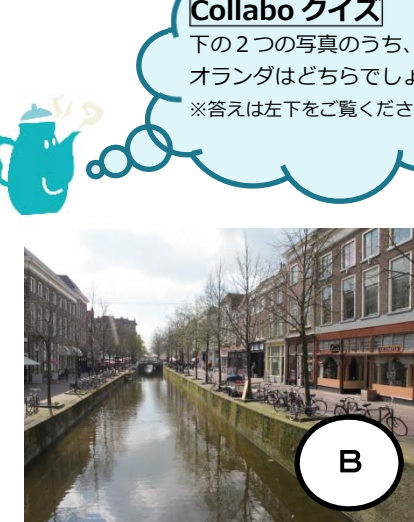 Collabo クイズ
下の２つの写真のうち、
オランダはどちらでしょ
※答えは左下をご覧くださ
B